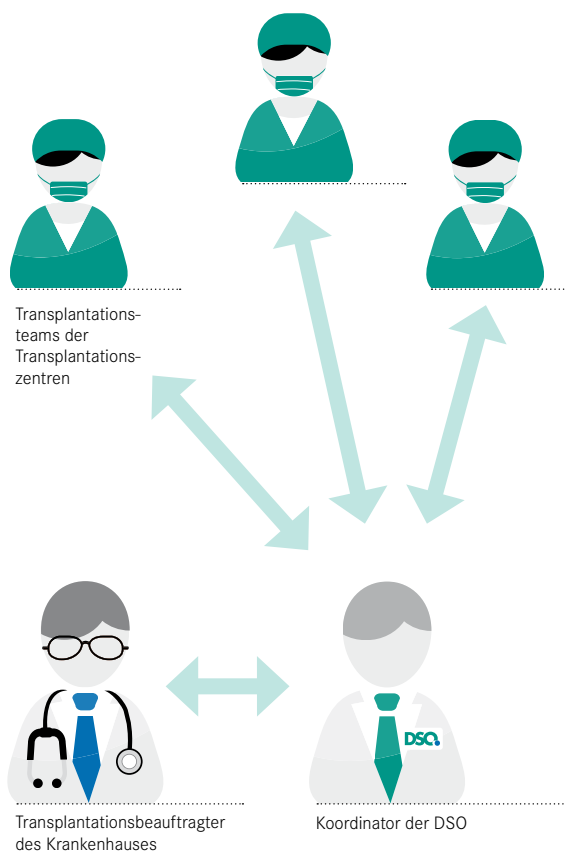 Transplantations-
teams der
Transplantations-
zentren
DSO.
Transplantationsbeauftragter
des Krankenhauses
Koordinator der DSO